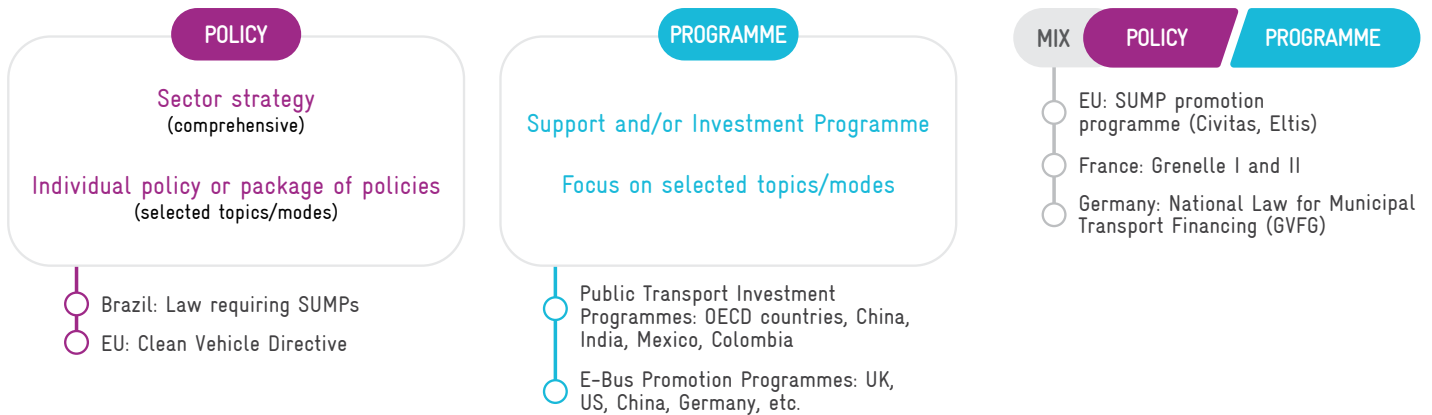 POLICY
Sector strategy
(comprehensive)
Individual policy or package of policies
(selected topics/modes)
Brazil: Law requiring SUMPs
EU: Clean Vehicle Directive
PROGRAMME
Support and/or Investment Programme
Focus on selected topics/modes
Public Transport Investment
Programmes: OECD countries, China,
India, Mexico, Colombia
E-Bus Promotion Programmes: UK,
US, China, Germany, etc.
MIX POLICY PROGRAMME
EU: SUMP promotion
programme (Civitas, Eltis)
France: Grenelle I and II
Germany: National Law for Municipal
Transport Financing (GVFG)